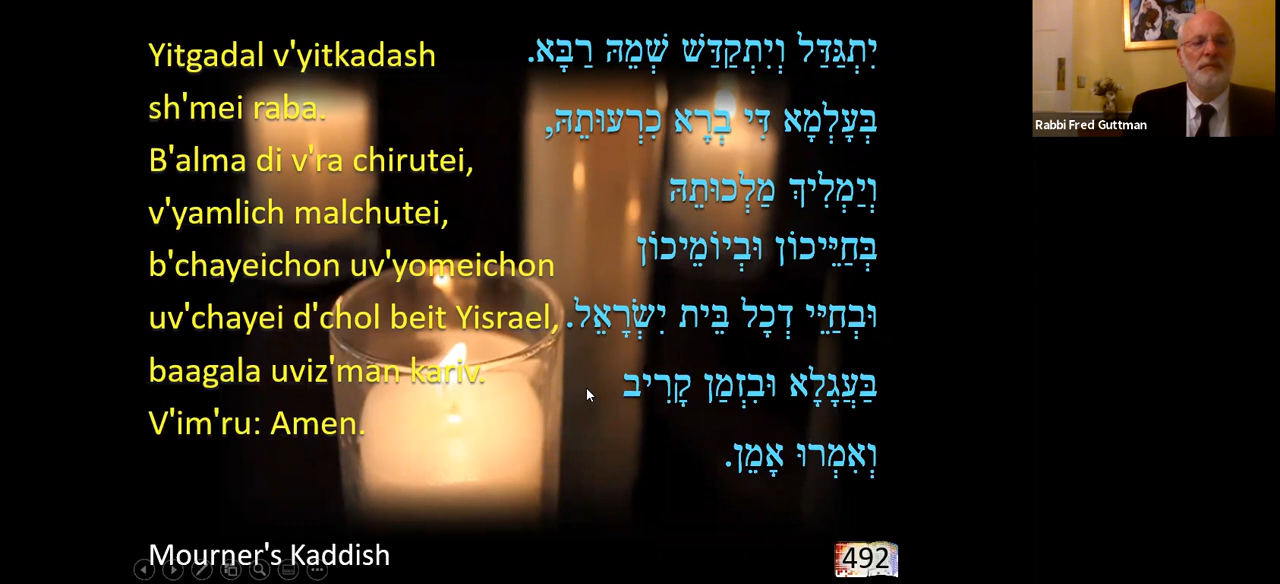 Yitgadal v'yitkadash
sh'mei raba.
B'alma di v'ra chirutei,
v'yamlich malchutei,
b'chayeichon uv'yomeichon
uv'chayei d'chol beit Yisrael,
baagala uviz'man kariv.
V'im'ru: Amen.
יִתְגַּדַּל וְיִתְקַדַּשׁ שְׁמֵהּ רַבָּא.
בְּעָלְמָא דִּי בְרָא כִרְעוּתֵהּ,
וְיַמְלִיךְ מַלְכוּתֵהּ
בְּחַיֵּיכוֹן וּבְיוֹמֵיכוֹן
וּבְחַיֵּי דְכָל בֵּית יִשְׂרָאֵל.
בַּעֲגָלָא וּבִזְמַן קָרִיב
וְאִמְרוּ אָמֵן.
Mourner's Kaddish
492
Rabbi Fred Guttman